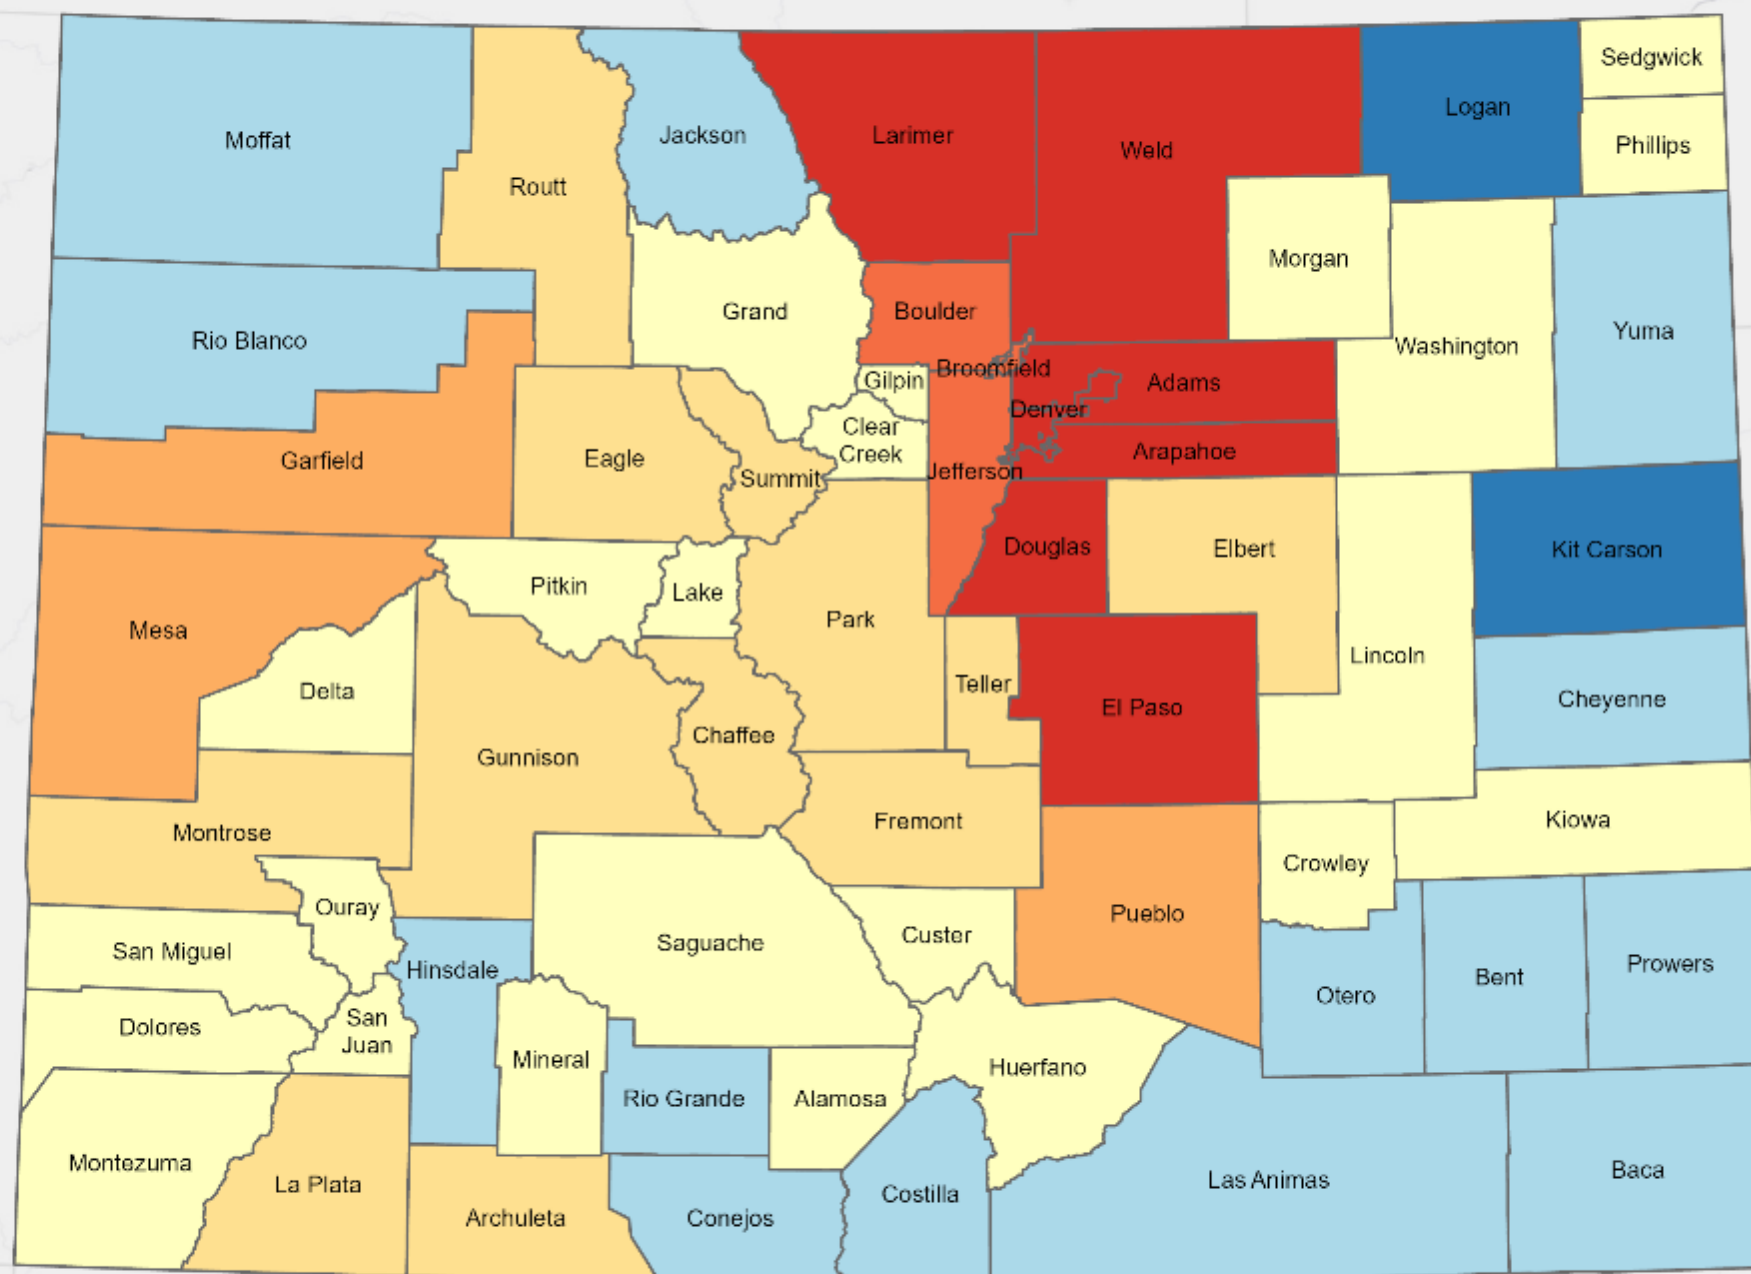 Sedgwick
Logan
Moffat
Jackson
Larimer
Weld
Phillips
Routt
Morgan
Grand
Boulder
Yuma
Rio Blanco
Washington
Broomfield
Gilpin
Adams
Denver
Clear
Creek
Garfield
Eagle
Summit
Jefferson
Arapahoe
Douglas
Elbert
Kit Carson
Pitkin
Lake
Mesa
Park
Lincoln
Delta
Teller
El Paso
Cheyenne
Chaffee
Gunnison
Montrose
Fremont
Kiowa
Crowley
Ouray
Pueblo
San Miguel
Saguache
Custer
Hinsdale
Otero
Bent
Prowers
Dolores
San
Juan
Mineral
Huerfano
Rio Grande
Alamosa
Montezuma
La Plata
Archuleta
Conejos
Costilla
Las Animas
Baca